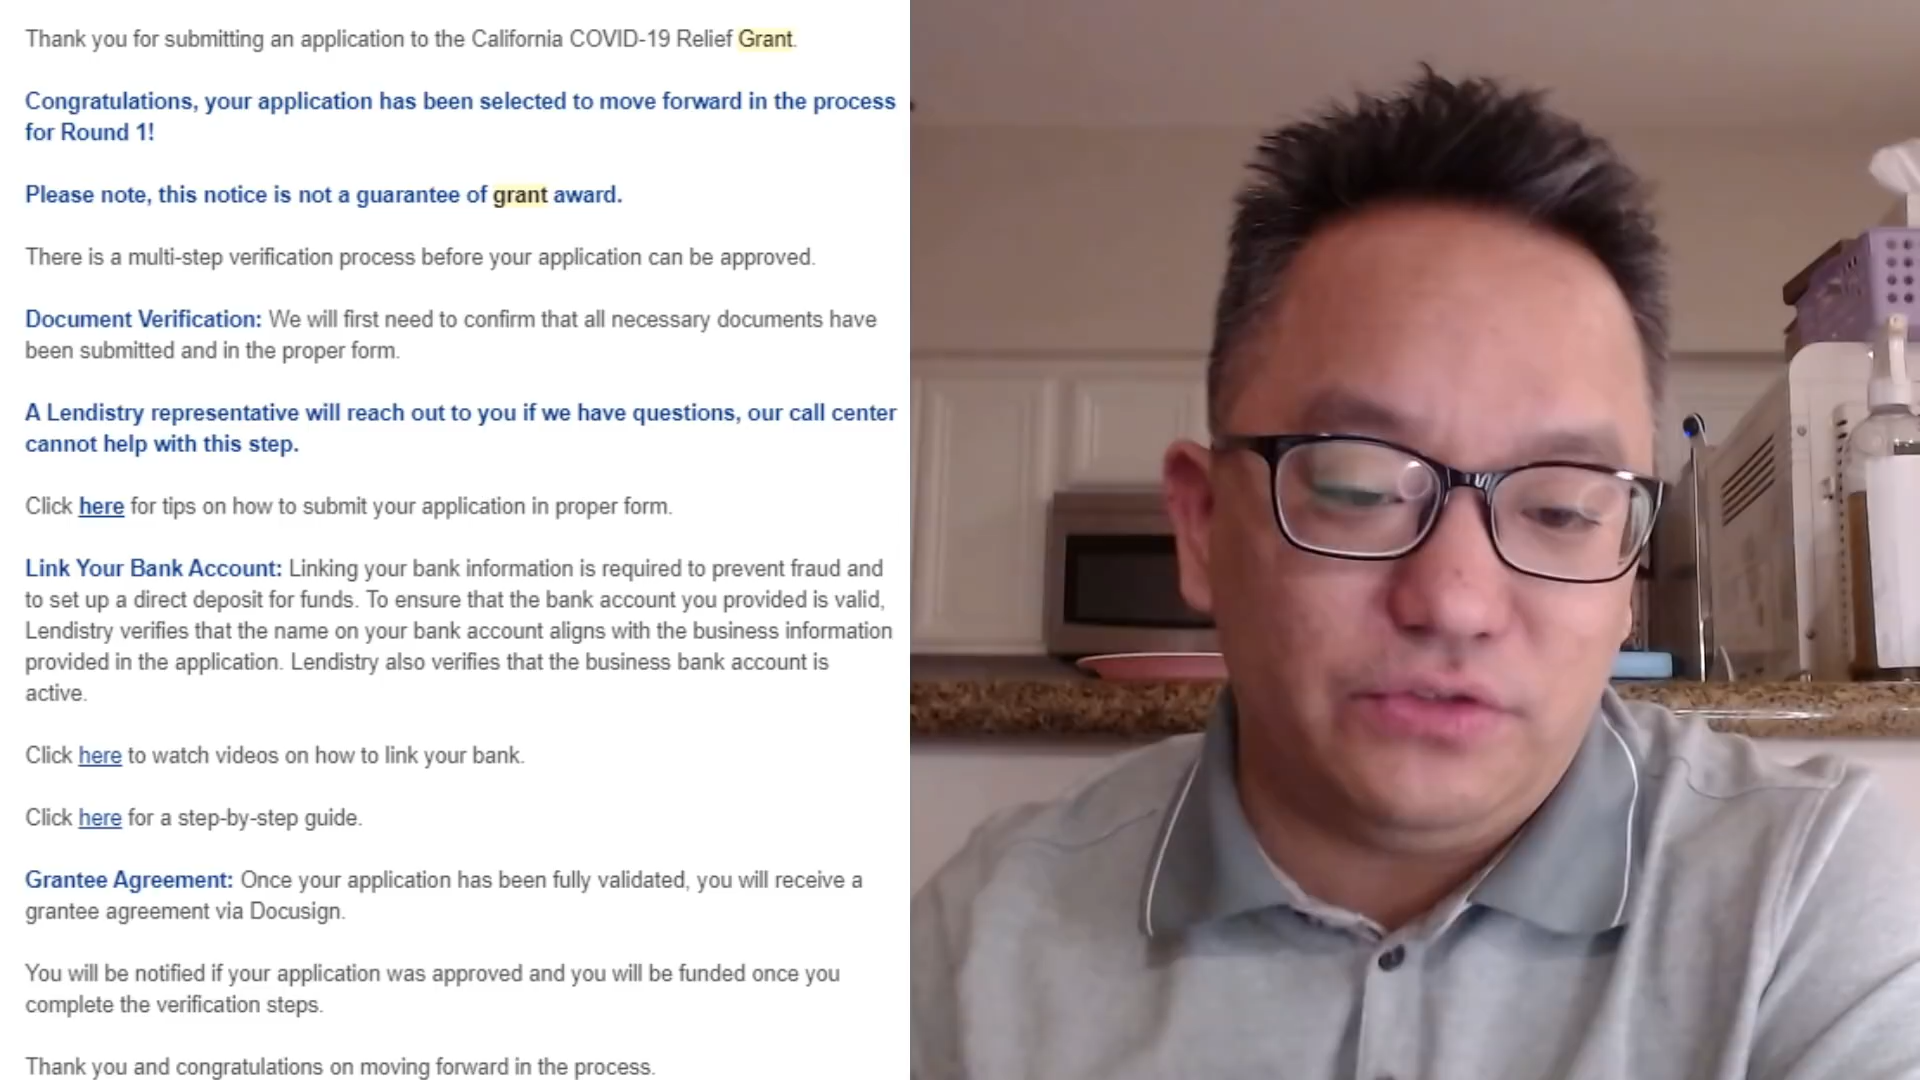 Thank you for submitting an application to the California COVID-19 Relief Grant.
Congratulations, your application has been selected to move forward in the process
for Round 1!
Please note, this notice is not a guarantee of grant award.
There is a multi-step verification process before your application can be approved.
Document Verification: We will first need to confirm that all necessary documents have
been submitted and in the proper form.
A Lendistry representative will reach out to you if we have questions, our call center
cannot help with this step.
Click here for tips on how to submit your application in proper form.
Link Your Bank Account: Linking your bank information is required to prevent fraud and
to set up a direct deposit for funds. To ensure that the bank account you provided is valid,
Lendistry verifies that the name on your bank account aligns with the business information
provided in the application. Lendistry also verifies that the business bank account is
active.
Click here to watch videos on how to link your bank.
Click here for a step-by-step guide.
Grantee Agreement: Once your application has been fully validated, you will receive a
grantee agreement via Docusign.
You will be notified if your application was approved and you will be funded once you
complete the verification steps.
Thank you and congratulations on moving forward in the process.